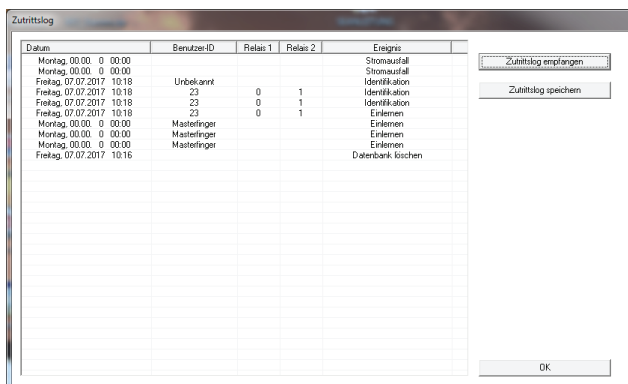 Zutrittslog
Datum Benutzer-ID Relais 1 Relais 2 Ereignis
Montag, 00.00. 0 00:00 Stromausfall
Montag, 00.00. 0 00:00 Stromausfall
Freitag, 07.07.2017 10:18 Unbekannt Identifikation
Freitag, 07.07.2017 10:18 23 0 1 Identifikation
Freitag, 07.07.2017 10:18 23 0 1 Identifikation
Freitag, 07.07.2017 10:18 23 0 1 Einlernen
Montag, 00.00. 0 00:00 Masterfinger Einlernen
Montag, 00.00. 0 00:00 Masterfinger Einlernen
Montag, 00.00. 0 00:00 Masterfinger Einlernen
Freitag, 07.07.2017 10:16 Datenbank löschen
Zutrittslog empfangen
Zutrittslog speichern
OK